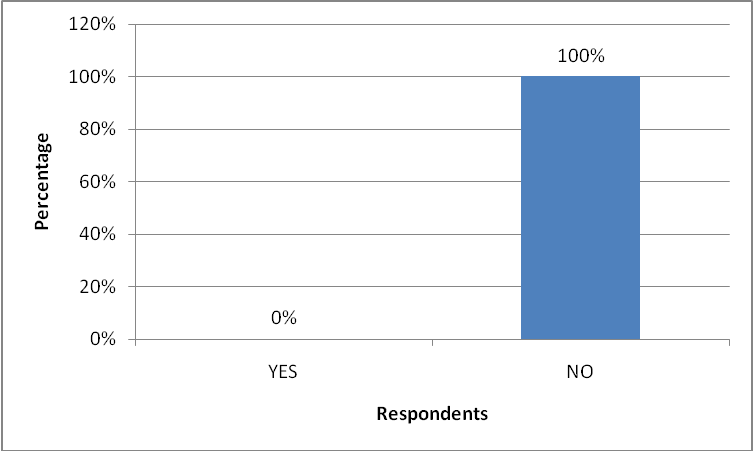 120%
100%
100%
80%
60%
40%
20%
0%
0%
YES
NO
Percentage
Respondents